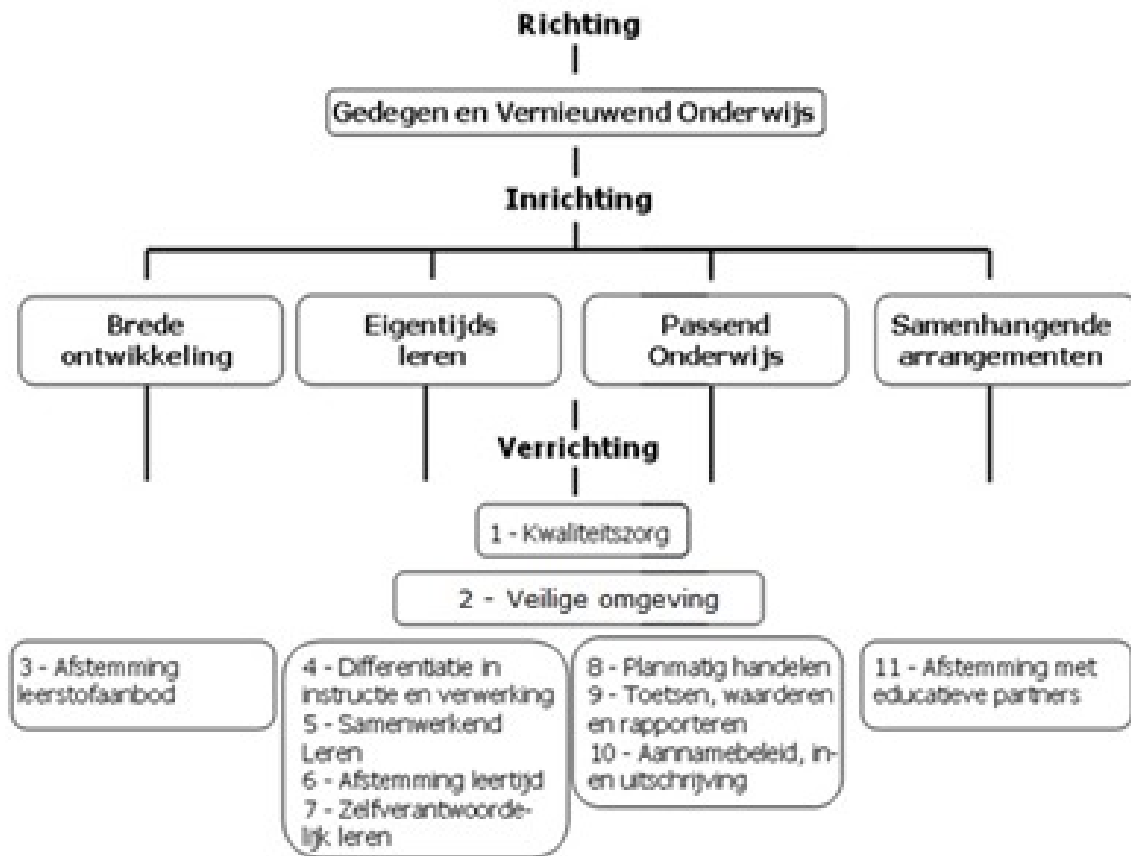 Richting
Gedegen en Vernieuwend Onderwijs
Inrichting
Brede
ontwikkeling
Eigentijds
leren
Passend
Onderwijs
Samenhangende
arrangementen
Verrichting
1 - Kwaliteitszorg
2 - Veilige omgeving
3 - Afstemming
leerstofaanbod
4 - Differentiatie in
instructie en verwerking
5 - Samenwerkend
Leren
6 - Afstemming leertijd
7 - Zelfverantwoorde-
lijk leren
8 - Planmatig handelen
9 - Toetsen, waarderen
en rapporteren
10 - Aannamebeleid, in-
en uitschrijving
11 - Afstemming met
educatieve partners